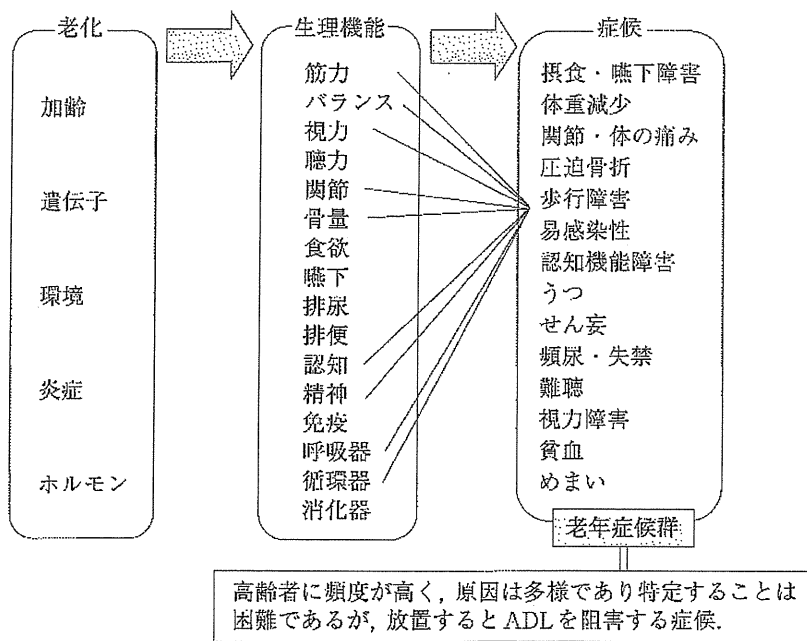 老化
加齢
遺伝子
環境
炎症
ホルモン
生理機能
筋力
バランス
視力
聴力
関節
骨量
食欲
嚥下
排尿
排便
認知
精神
免疫
呼吸器
循環器
消化器
症候
摂食・嚥下障害
体重減少
関節・体の痛み
圧迫骨折
歩行障害
易感染性
認知機能障害
うつ
せん妄
頻尿・失禁
難聴
視力障害
貧血
めまい
老年症候群
高齢者に頻度が高く, 原因は多様であり特定することは
困難であるが, 放置するとADLを阻害する症候.